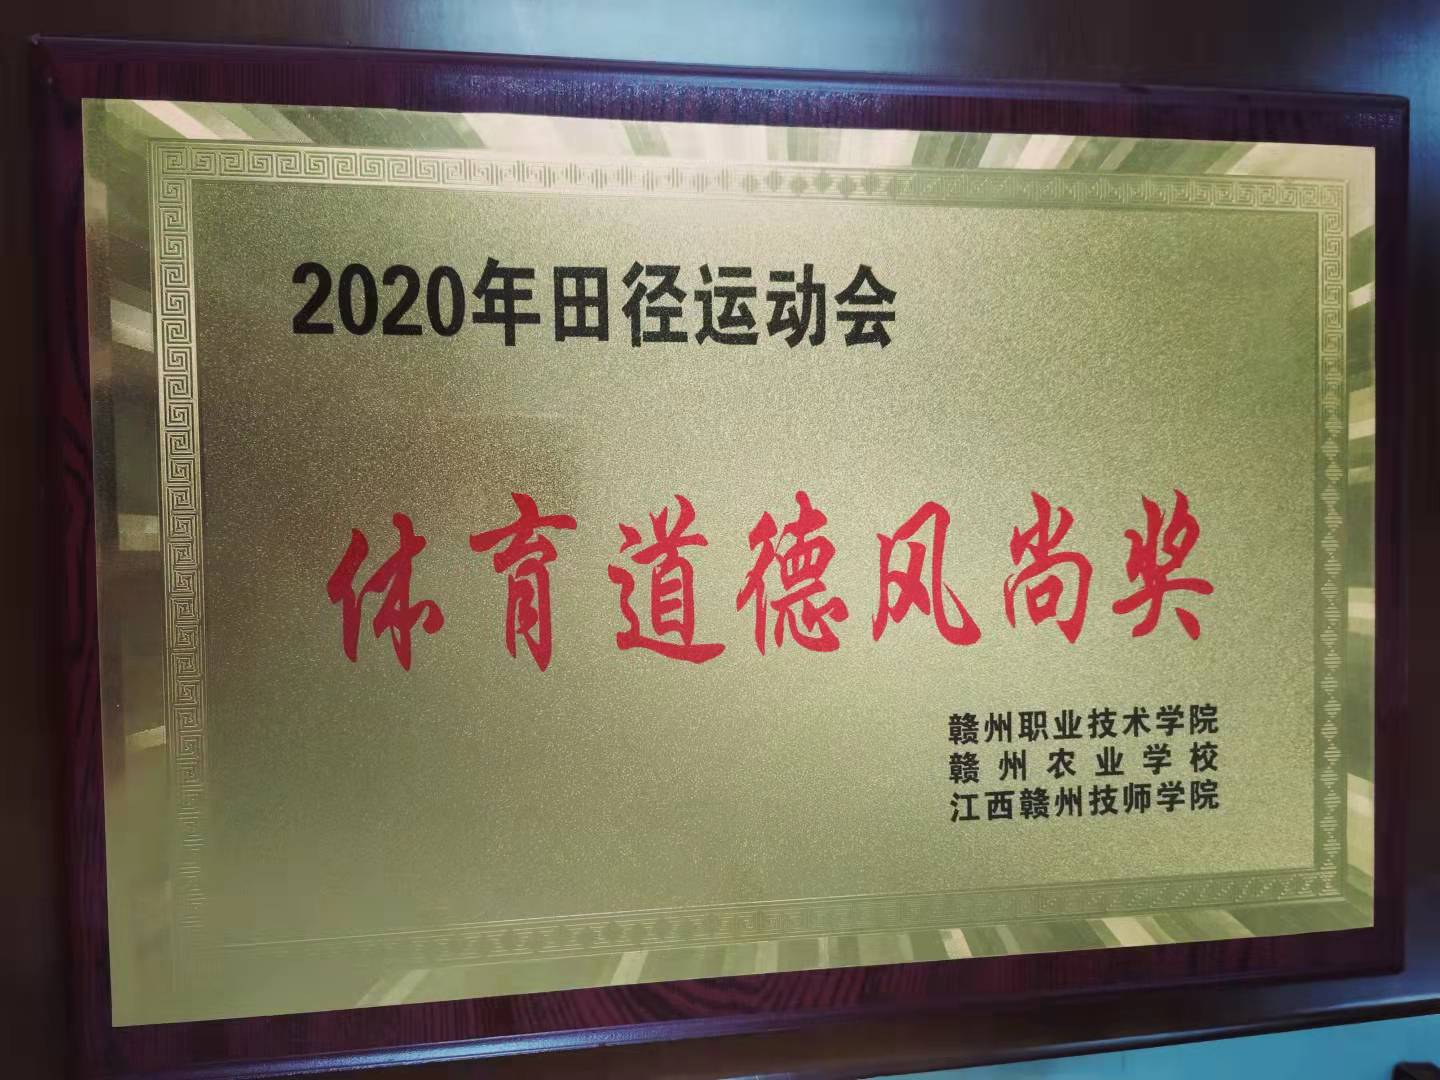 2020年田径运动会
体育道德风尚奖
赣州职业技术学院
赣州农业学校
江西赣州技师学院